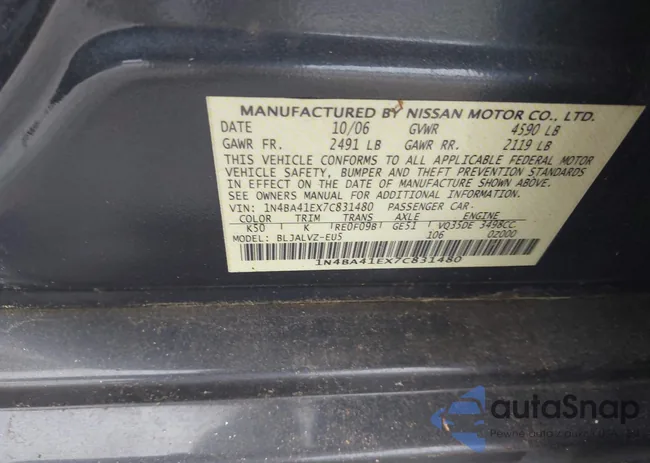 MANUFACTURED BY NISSAN MOTOR CO., LTD.
DATE 10/06 GVWR 4590 LB
GAWR FR. 2491 LB GAWR RR. 2119 LB
THIS VEHICLE CONFORMS TO ALL APPLICABLE FEDERAL MOTOR
VEHICLE SAFETY, BUMPER AND THEFT PREVENTION STANDARDS
IN EFFECT ON THE DATE OF MANUFACTURE SHOWN ABOVE.
SEE OWNERS MANUAL FOR ADDITIONAL INFORMATION.
VIN: 1N4BA41EX7C831480 PASSENGER CAR
COLOR TRIM TRANS AXLE ENGINE
K50 K RE0F09B GE51 VQ35DE 3498CC
MODEL: BLJALVZ-EU5 106 02000
1N4BA41EX7C831480
autaSnap